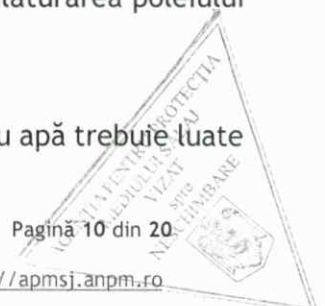 laturarea poleiului
u apă trebuie luate
AGENȚIA PENTRU PROTECȚIA
MEDIULUI SĂLAJ
VIZAT
SPRE
NESCHIMBARE
Pagină 10 din 20
//apmsj.anpm.ro